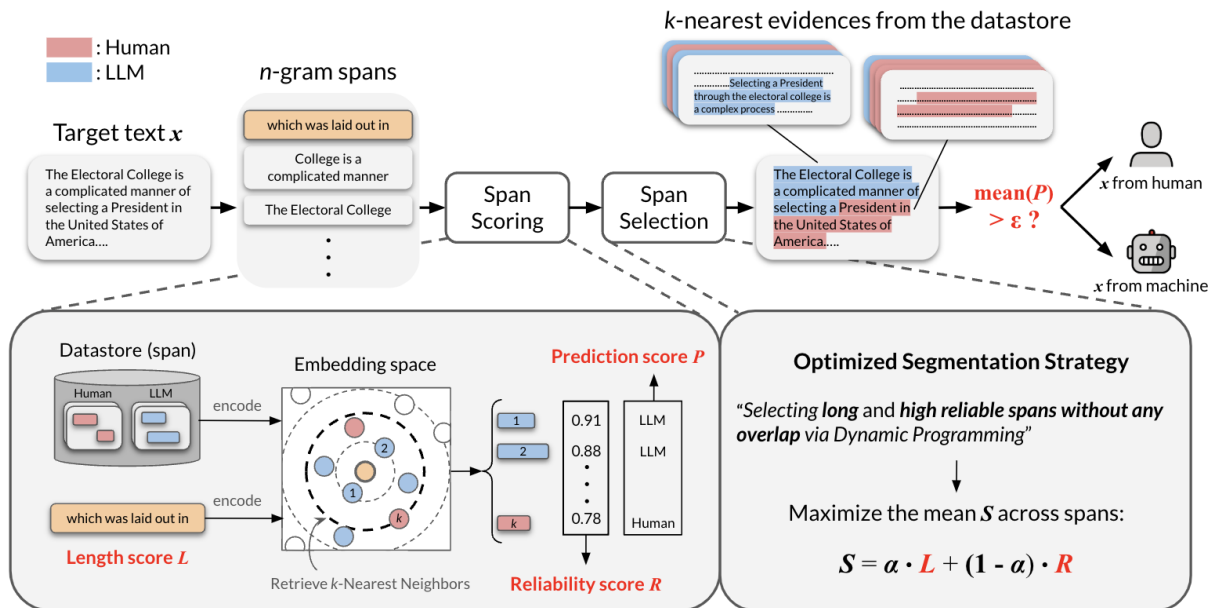 : Human
: LLM
n-gram spans
k-nearest evidences from the datastore
Target text x
The Electoral College is
a complicated manner of
selecting a President in
the United States of
America....
which was laid out in
College is a
complicated manner
The Electoral College
Span
Scoring
Span
Selection
Selecting a President
through the electoral college is
a complex process
The Electoral College is
a complicated manner of
selecting a President in
the United States of
America.....
mean(P)
> ε ?
x from human
x from machine
Datastore (span)
Human
LLM
encode
which was laid out in
encode
Length score L
Embedding space
2
1
k
Retrieve k-Nearest Neighbors
1
2
k
0.91
0.88
0.78
Reliability score R
Prediction score P
LLM
LLM
Human
Optimized Segmentation Strategy
“Selecting long and high reliable spans without any
overlap via Dynamic Programming”
Maximize the mean S across spans:
S = α · L + (1 - α) · R